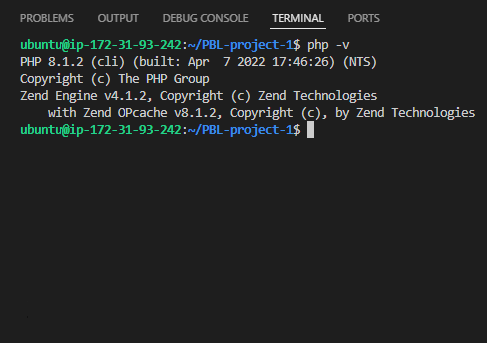 PROBLEMS OUTPUT DEBUG CONSOLE TERMINAL PORTS
ubuntu@ip-172-31-93-242:~/PBL-project-1$ php -v
PHP 8.1.2 (cli) (built: Apr  7 2022 17:46:26) (NTS)
Copyright (c) The PHP Group
Zend Engine v4.1.2, Copyright (c) Zend Technologies
    with Zend OPcache v8.1.2, Copyright (c), by Zend Technologies
ubuntu@ip-172-31-93-242:~/PBL-project-1$